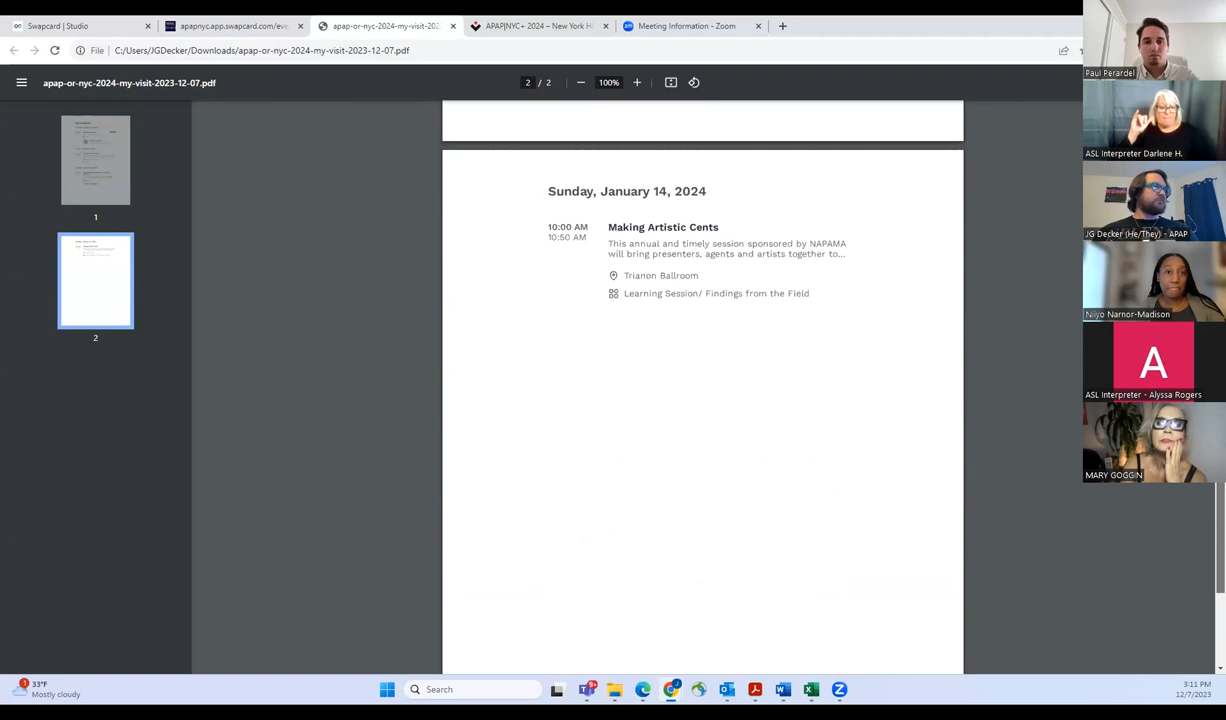 Swapcard | Studio
apapnyc.app.swapcard.com/eve
apap-or-nyc-2024-my-visit-202
APAP|NYC+ 2024 – New York H
Meeting Information - Zoom
File
C:/Users/JGDecker/Downloads/apap-or-nyc-2024-my-visit-2023-12-07.pdf
apap-or-nyc-2024-my-visit-2023-12-07.pdf
2 / 2
100%
1
2
Sunday, January 14, 2024
10:00 AM
10:50 AM
Making Artistic Cents
This annual and timely session sponsored by NAPAMA
will bring presenters, agents and artists together to...
Trianon Ballroom
Learning Session/ Findings from the Field
Paul Perardel
ASL Interpreter Darlene H.
JG Decker (He/They) - APAP
Niiyo Narnor-Madison
A
ASL Interpreter - Alyssa Rogers
MARY GOGGIN
1
33°F
Mostly cloudy
Search
9+
3:11 PM
12/7/2023